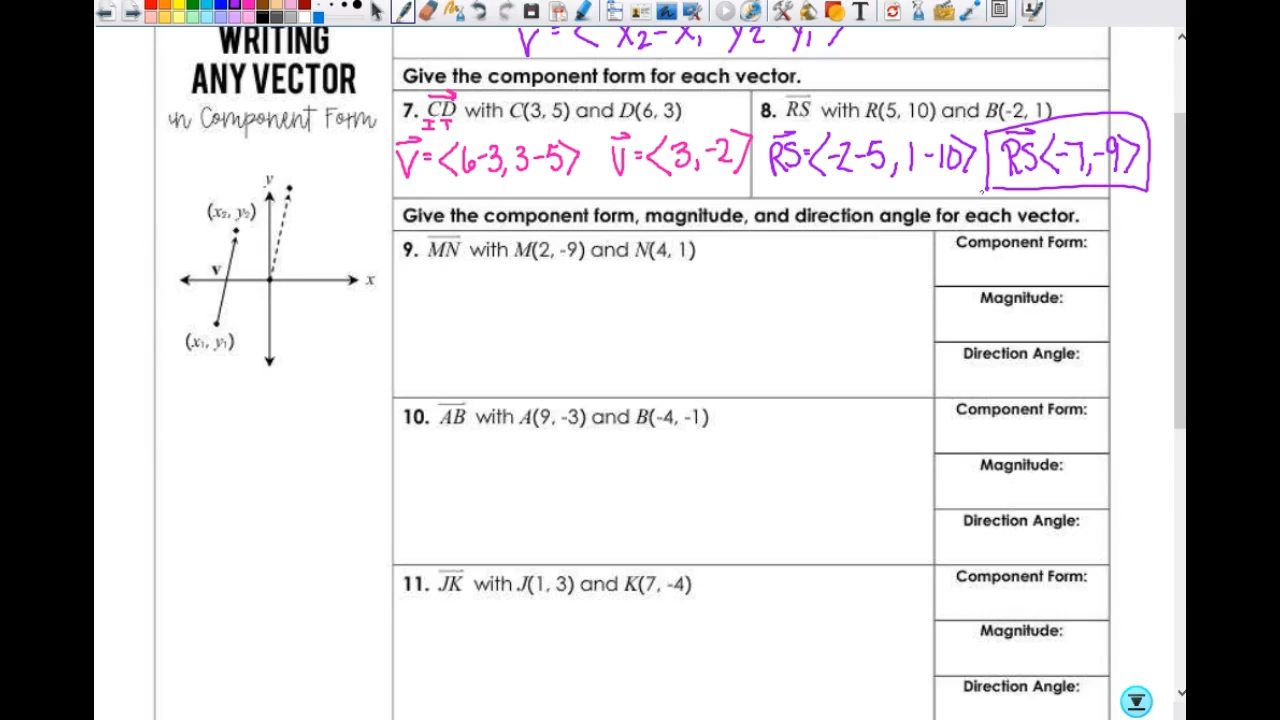 WRITING
ANY VECTOR
in Component Form
V = < x2-x1 y2-y1 >
Give the component form for each vector.
7. CD with C(3, 5) and D(6, 3)
I T
V=<6-3, 3-5> V=<3, -2>
8. RS with R(5, 10) and B(-2, 1)
RS=<-2-5, 1-10> RS<-7, -9>
y
(x2, y2)
v
x
(x1, y1)
Give the component form, magnitude, and direction angle for each vector.
9. MN with M(2, -9) and N(4, 1)
Component Form:
Magnitude:
Direction Angle:
10. AB with A(9, -3) and B(-4, -1)
Component Form:
Magnitude:
Direction Angle:
11. JK with J(1, 3) and K(7, -4)
Component Form:
Magnitude:
Direction Angle: